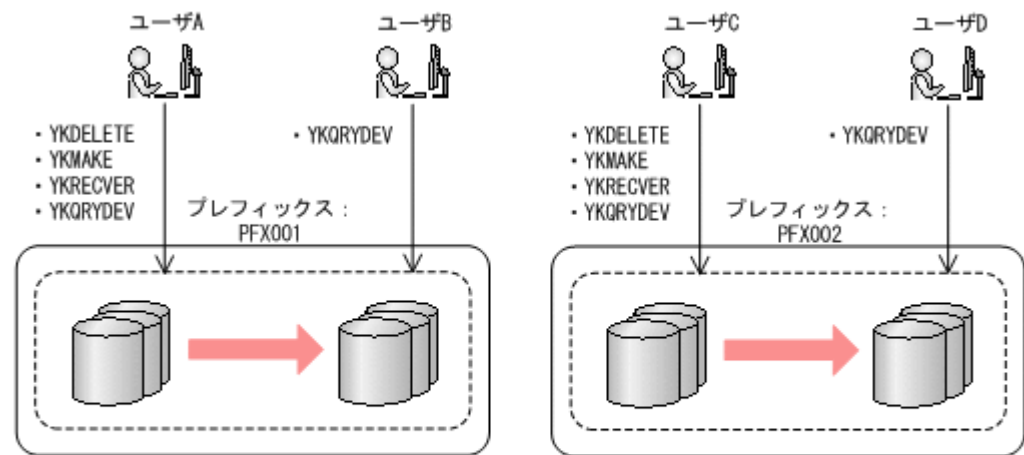 ユーザA
ユーザB
・YKDELETE
・YKMAKE
・YKRECVER
・YKQRYDEV
・YKQRYDEV
プレフィックス：
PFX001
ユーザC
ユーザD
・YKDELETE
・YKMAKE
・YKRECVER
・YKQRYDEV
・YKQRYDEV
プレフィックス：
PFX002